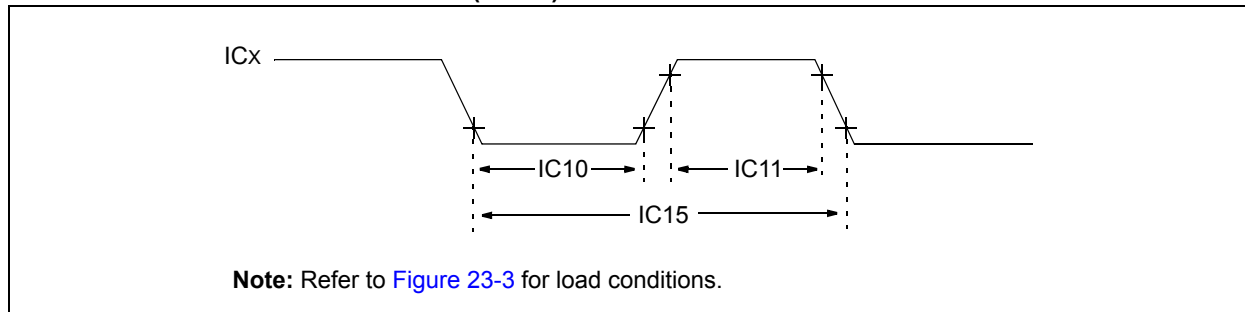 ICx
IC10
IC11
IC15
Note: Refer to Figure 23-3 for load conditions.